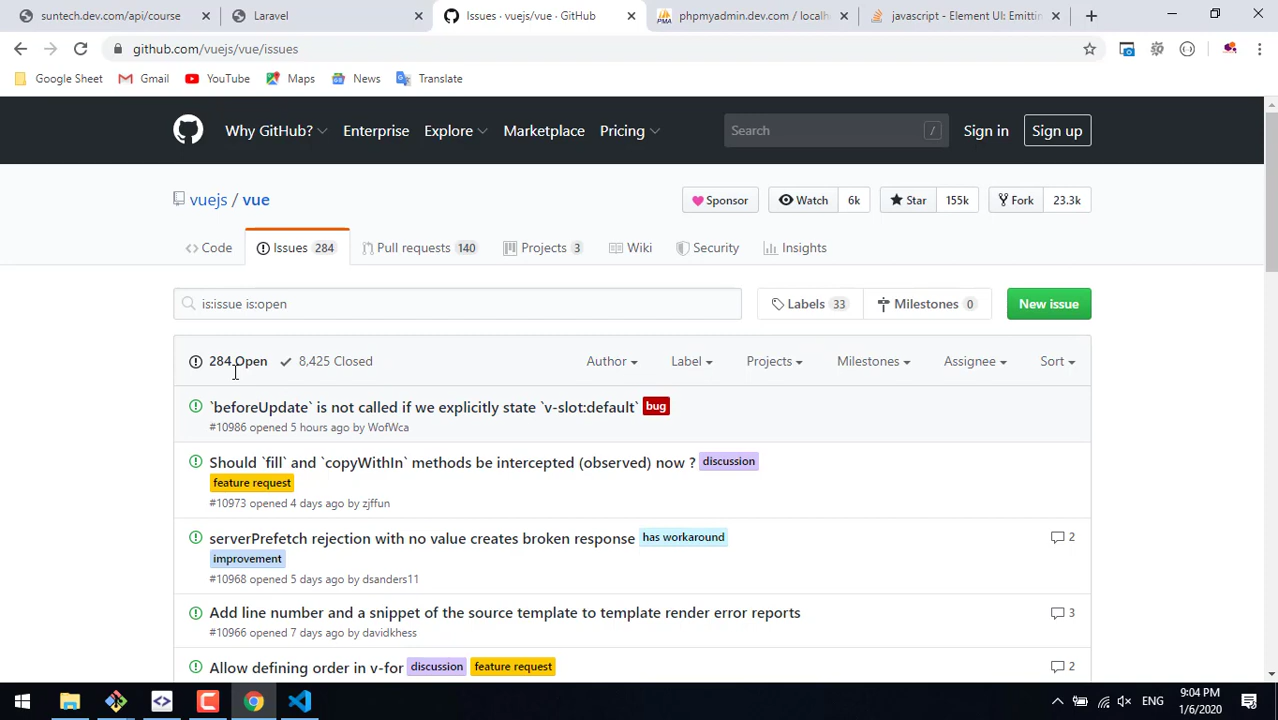 suntech.dev.com/api/course
Laravel
Issues · vuejs/vue · GitHub
phpmyadmin.dev.com / localh
javascript - Element UI: Emittin
github.com/vuejs/vue/issues
Google Sheet
Gmail
YouTube
Maps
News
Translate
Why GitHub?
Enterprise
Explore
Marketplace
Pricing
Search
/
Sign in
Sign up
vuejs / vue
Sponsor
Watch 6k
Star 155k
Fork 23.3k
Code
Issues 284
Pull requests 140
Projects 3
Wiki
Security
Insights
is:issue is:open
Labels 33
Milestones 0
New issue
284 Open
8,425 Closed
Author
Label
Projects
Milestones
Assignee
Sort
`beforeUpdate` is not called if we explicitly state `v-slot:default` bug
#10986 opened 5 hours ago by WofWca
Should `fill` and `copyWithIn` methods be intercepted (observed) now ? discussion
feature request
#10973 opened 4 days ago by zjffun
serverPrefetch rejection with no value creates broken response has workaround
2
improvement
#10968 opened 5 days ago by dsanders11
Add line number and a snippet of the source template to template render error reports
3
#10966 opened 7 days ago by davidkhess
Allow defining order in v-for discussion feature request
2
ENG
9:04 PM
1/6/2020